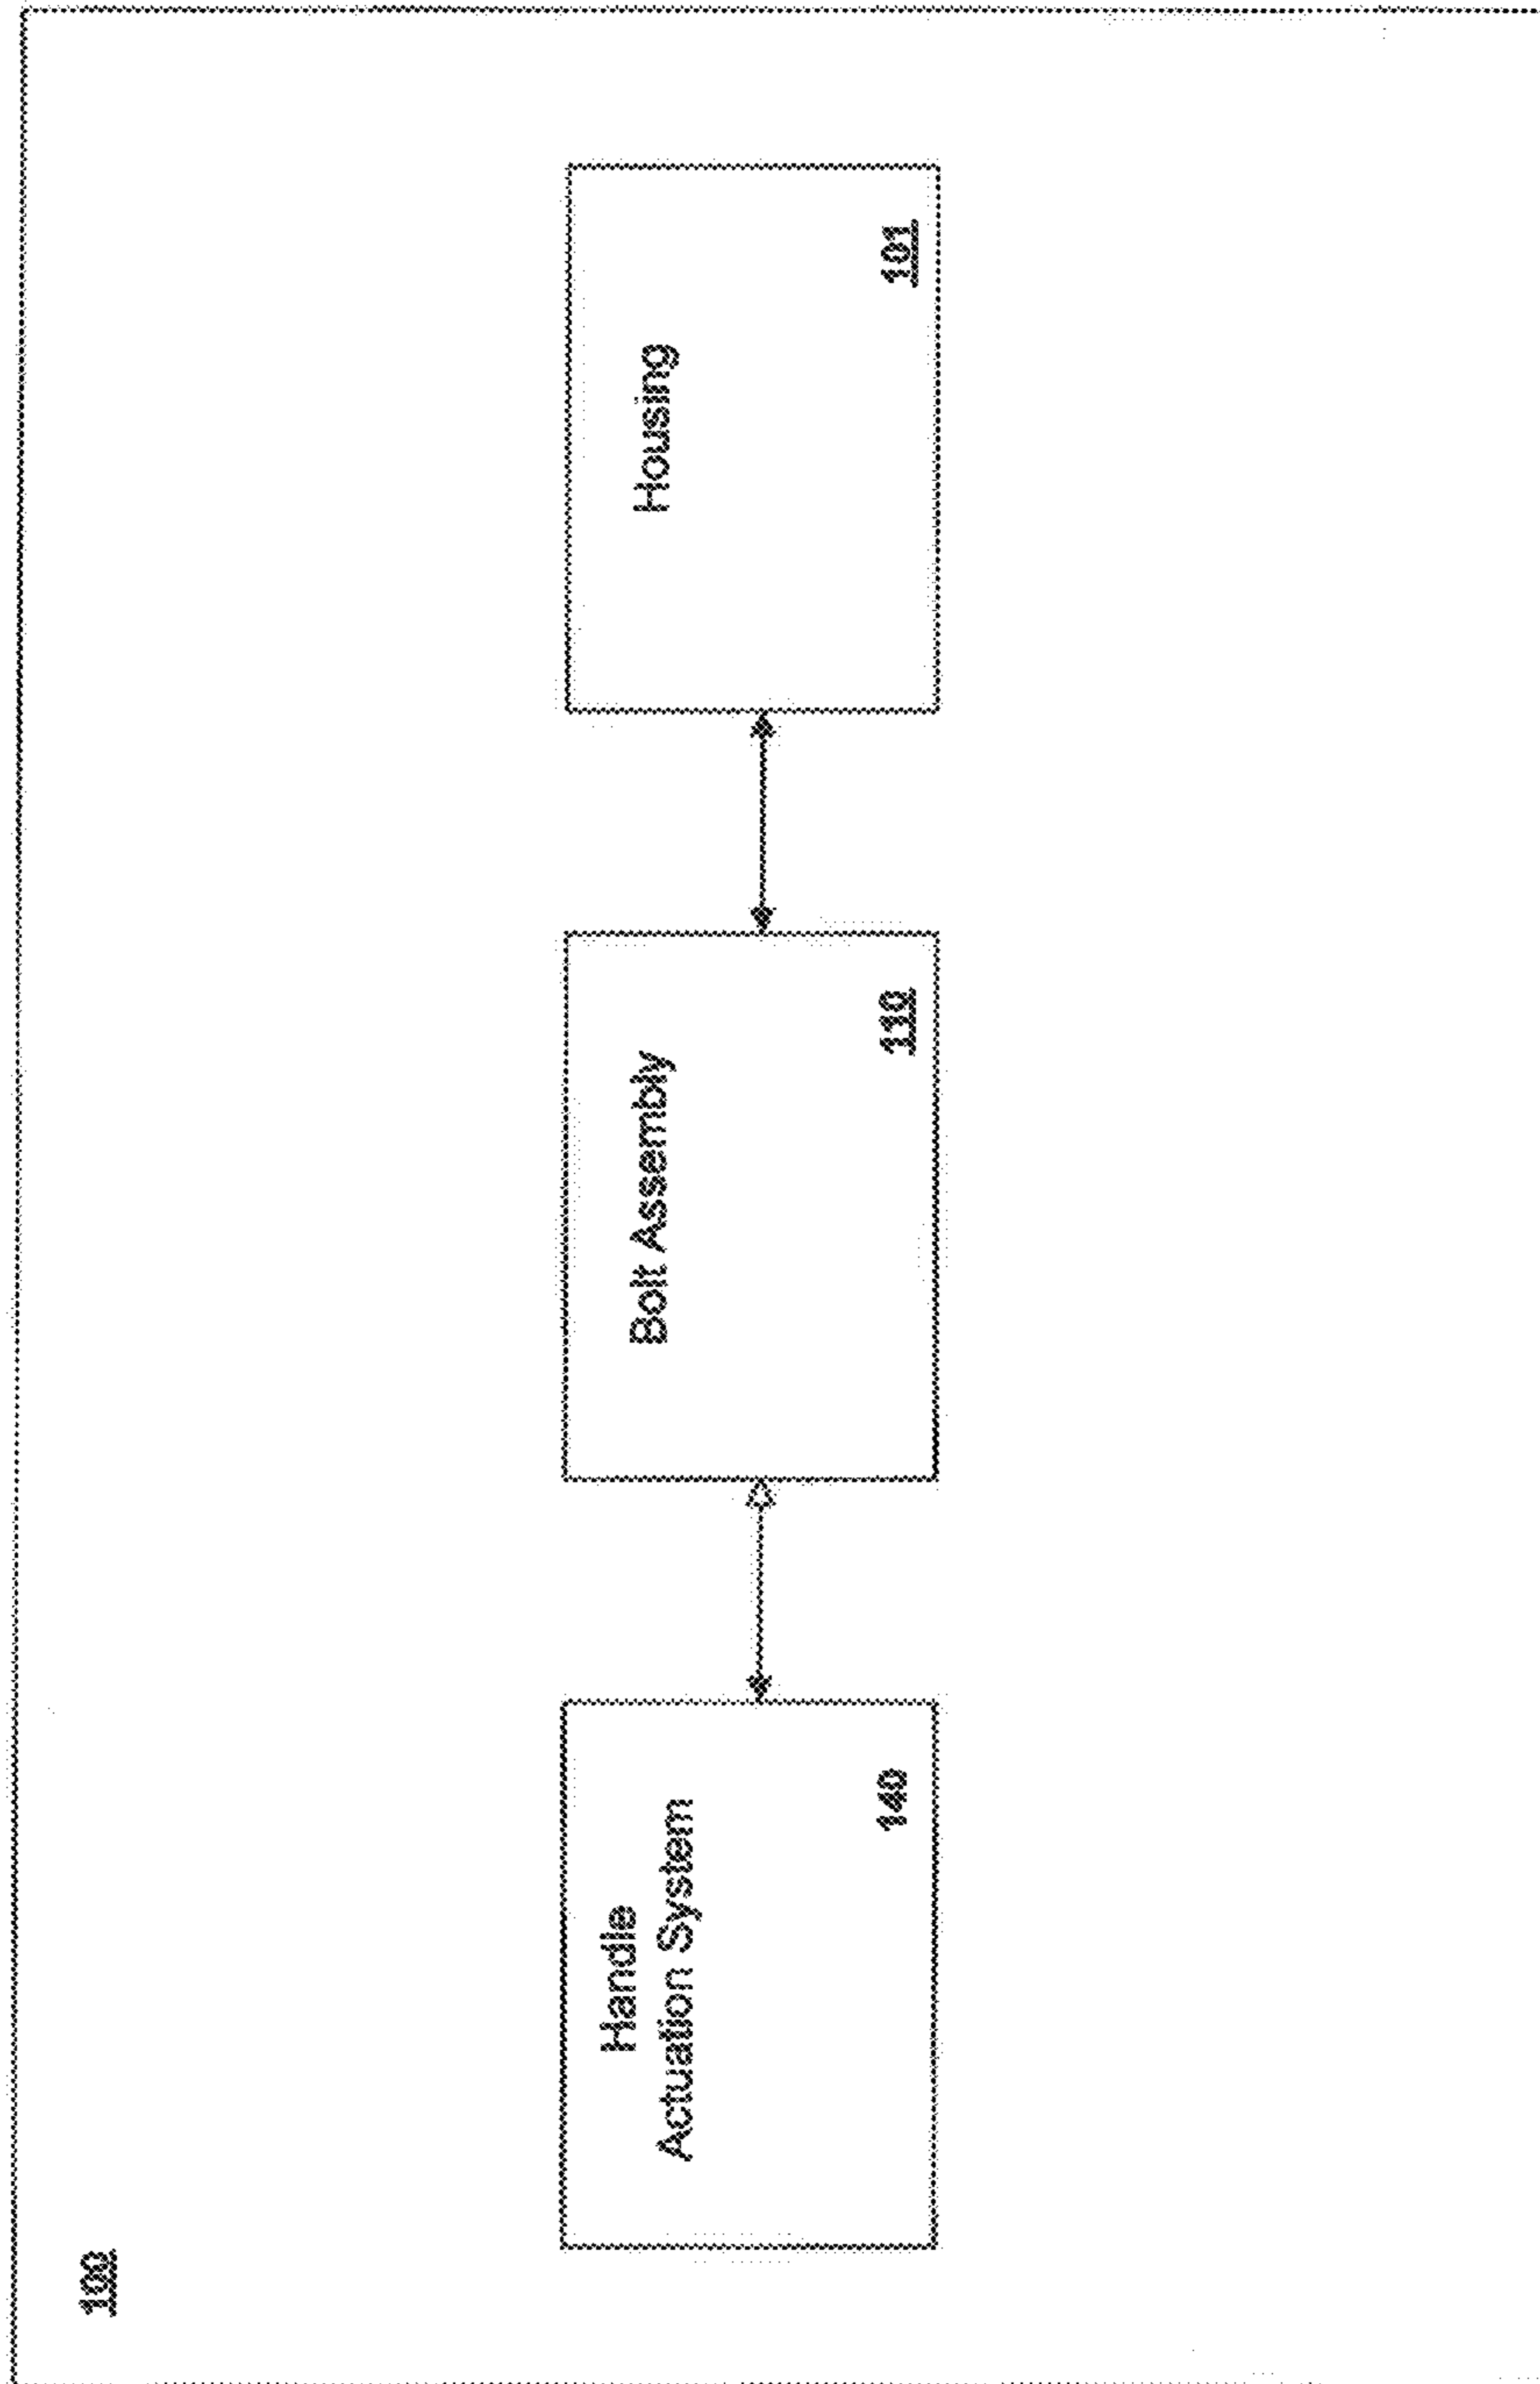 100
Handle
Actuation System
140
Bolt Assembly
110
Housing
101